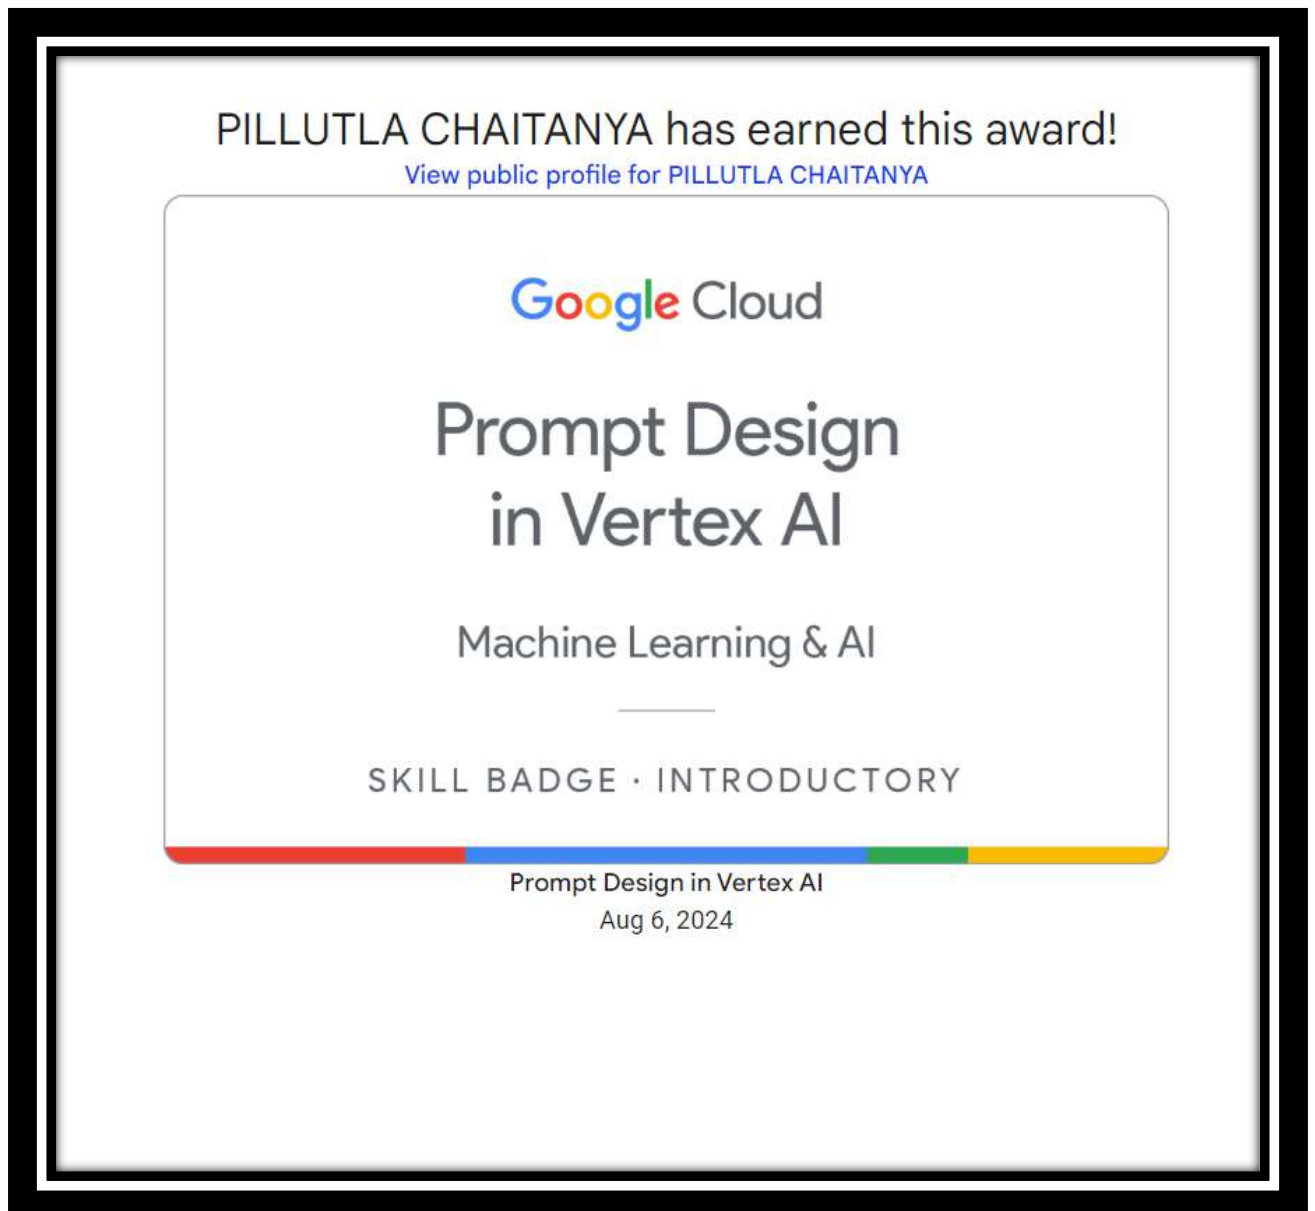 PILLUTLA CHAITANYA has earned this award!
View public profile for PILLUTLA CHAITANYA
Google Cloud
Prompt Design
in Vertex AI
Machine Learning & AI
SKILL BADGE · INTRODUCTORY
Prompt Design in Vertex AI
Aug 6, 2024